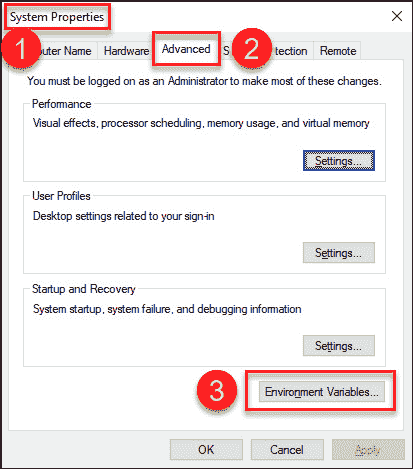 System Properties
1
uter Name Hardware Advanced S 2 tection Remote
You must be logged on as an Administrator to make most of these changes.
Performance
Visual effects, processor scheduling, memory usage, and virtual memory
Settings...
User Profiles
Desktop settings related to your sign-in
Settings...
Startup and Recovery
System startup, system failure, and debugging information
Settings...
3 Environment Variables...
OK Cancel Apply